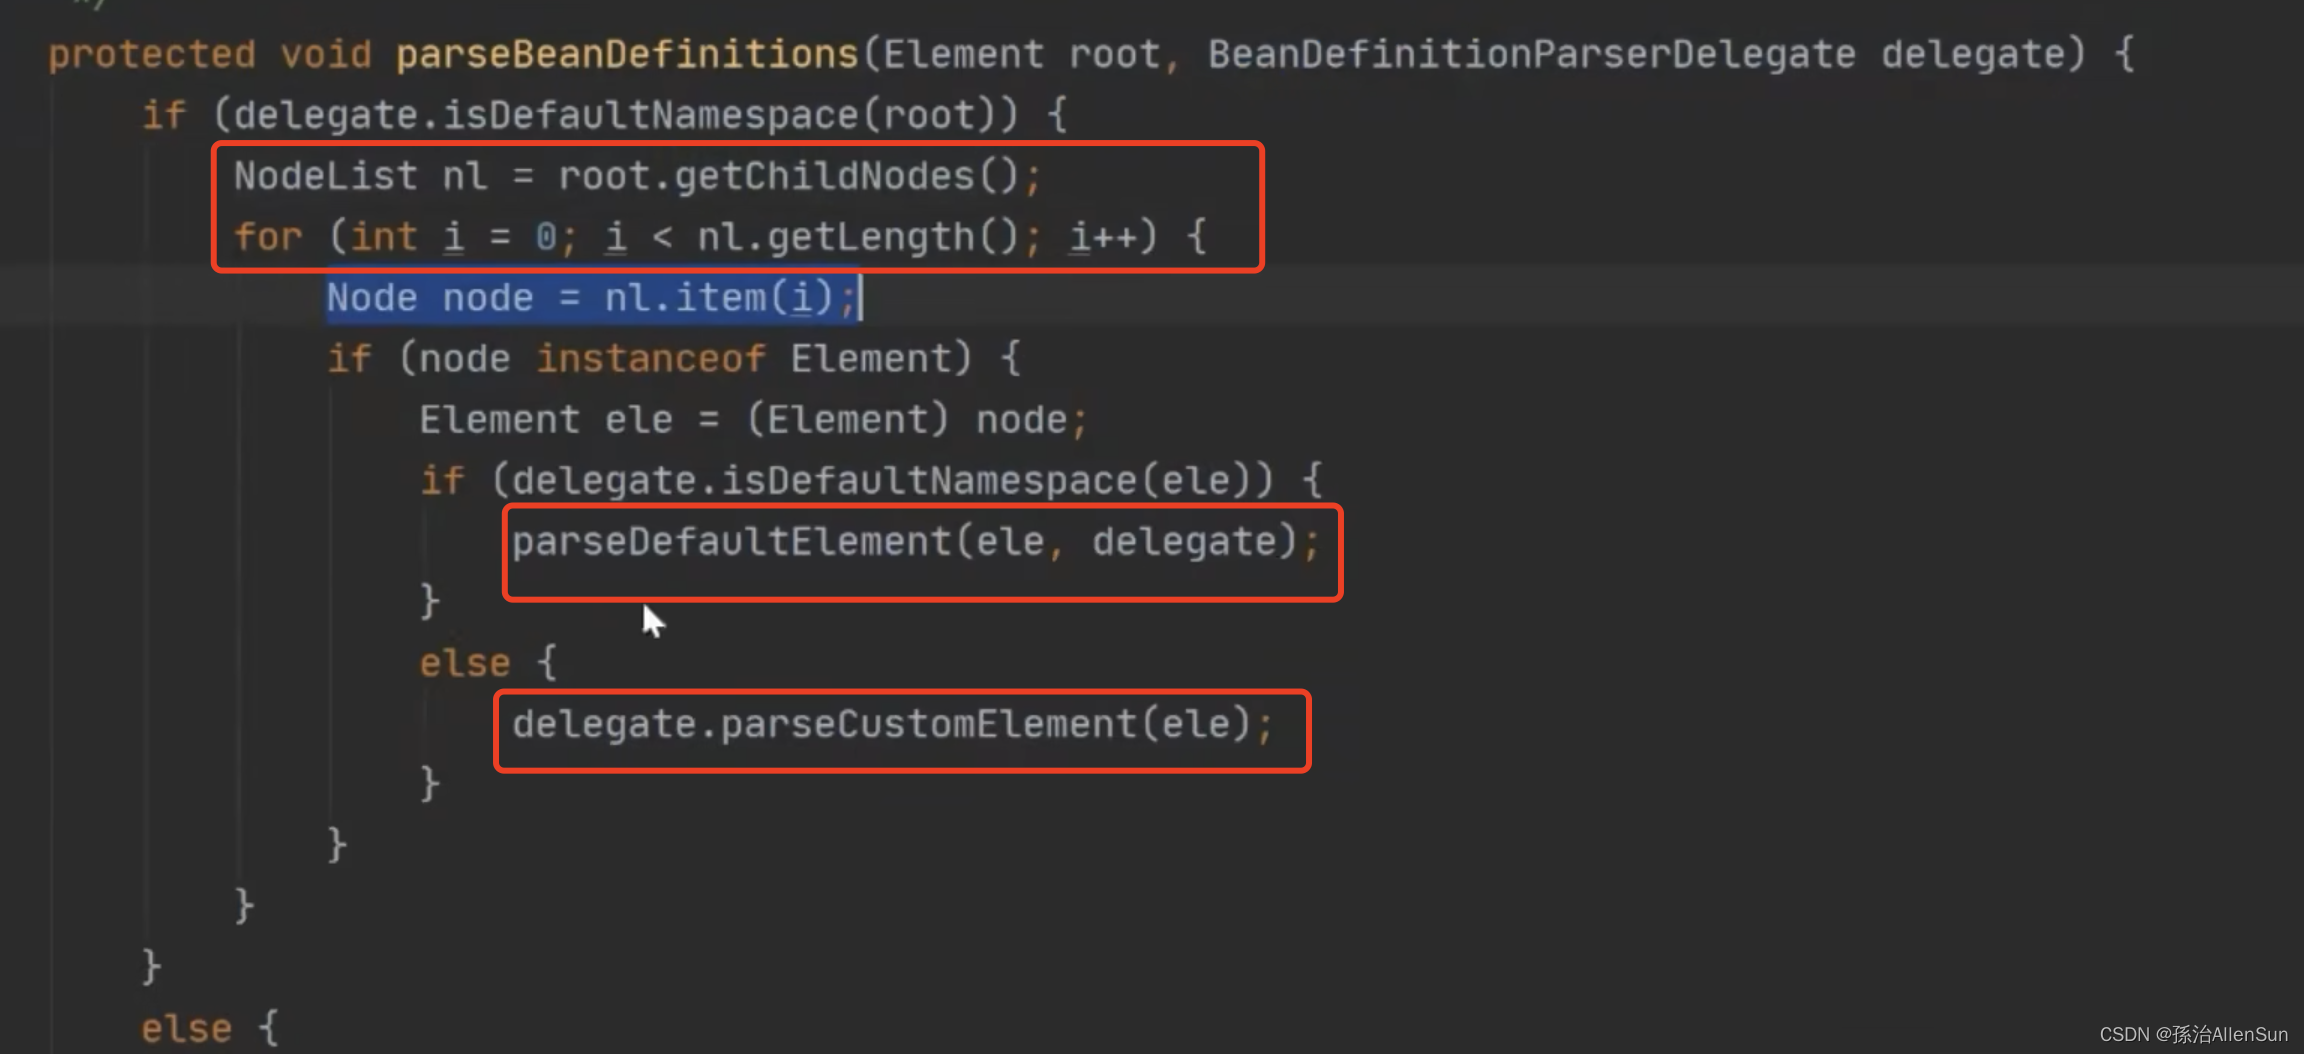 */
protected void parseBeanDefinitions(Element root, BeanDefinitionParserDelegate delegate) {
if (delegate.isDefaultNamespace(root)) {
NodeList nl = root.getChildNodes();
for (int i = 0; i < nl.getLength(); i++) {
Node node = nl.item(i);
if (node instanceof Element) {
Element ele = (Element) node;
if (delegate.isDefaultNamespace(ele)) {
parseDefaultElement(ele, delegate);
}
else {
delegate.parseCustomElement(ele);
}
}
}
}
else {
CSDN @孫治AllenSun